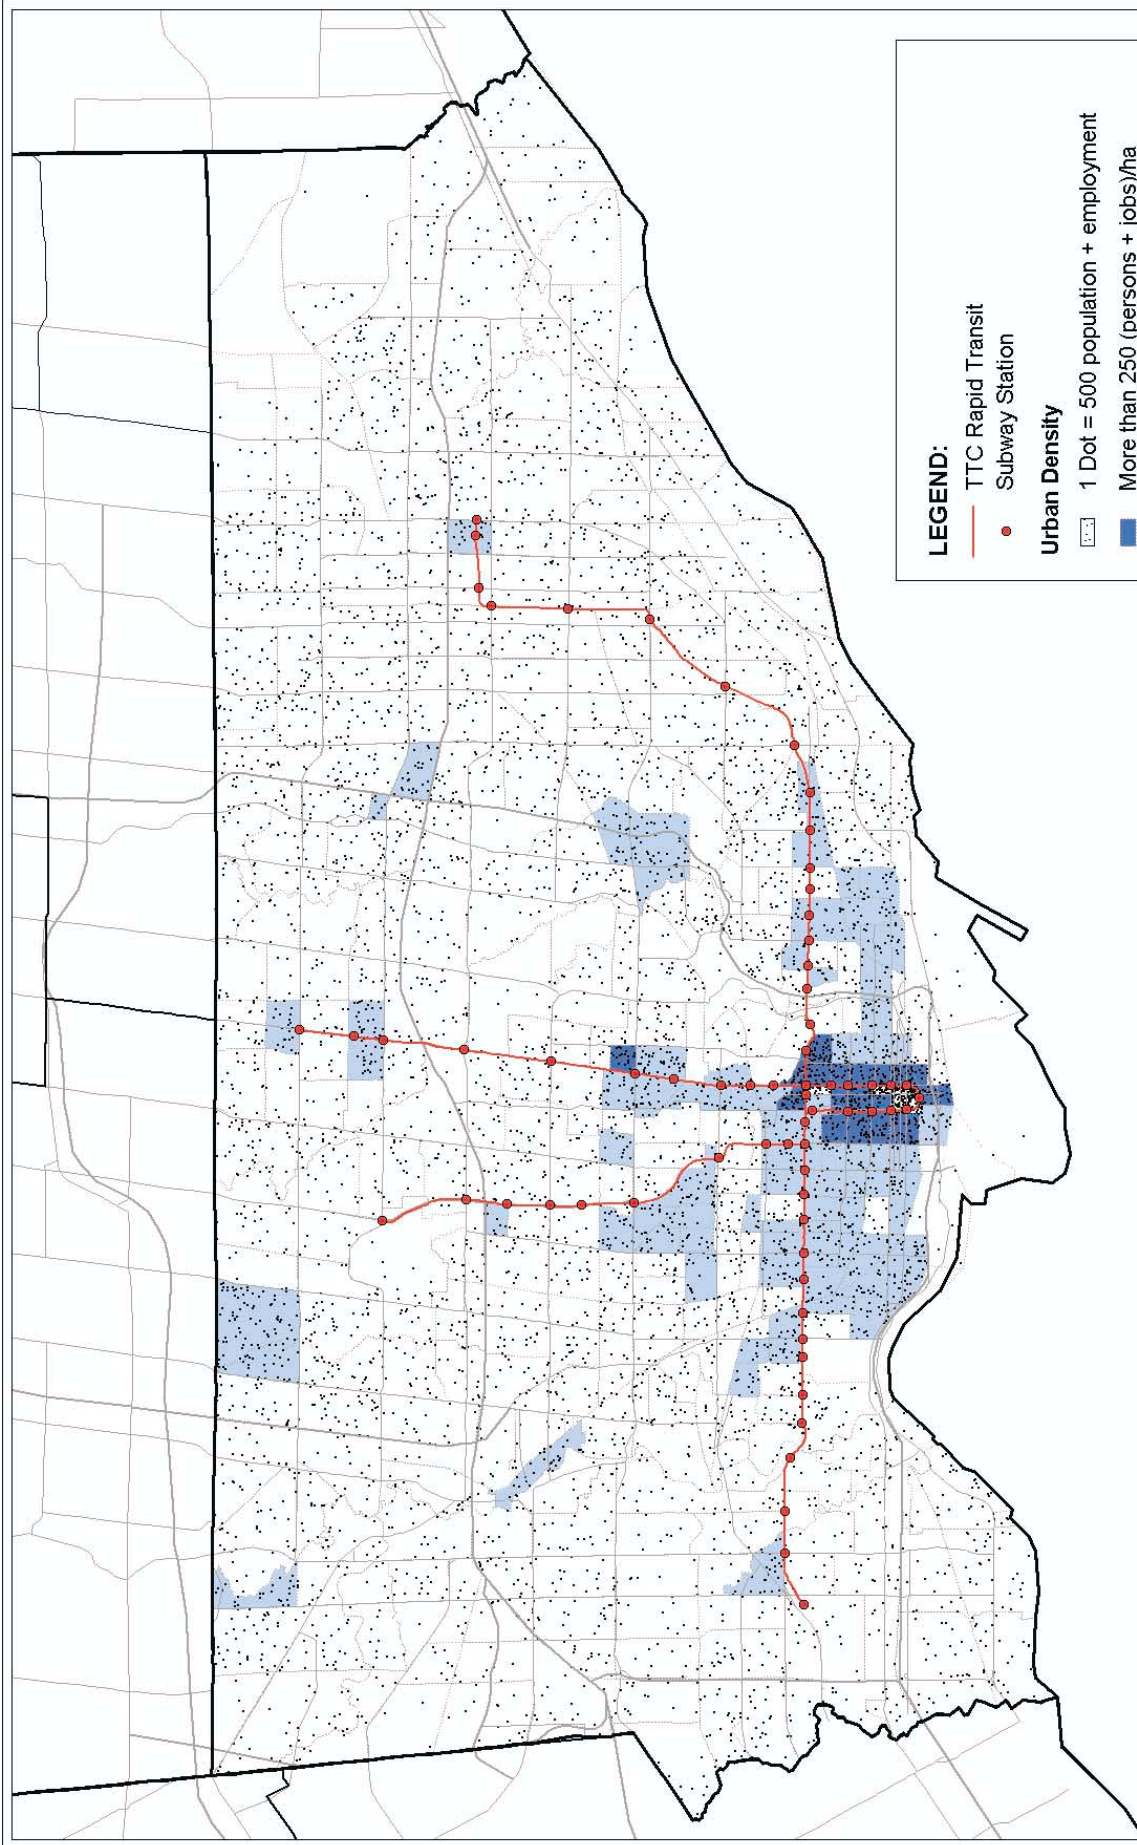 LEGEND:
TTC Rapid Transit
Subway Station
Urban Density
1 Dot = 500 population + employment
More than 250 (persons + jobs)/ha